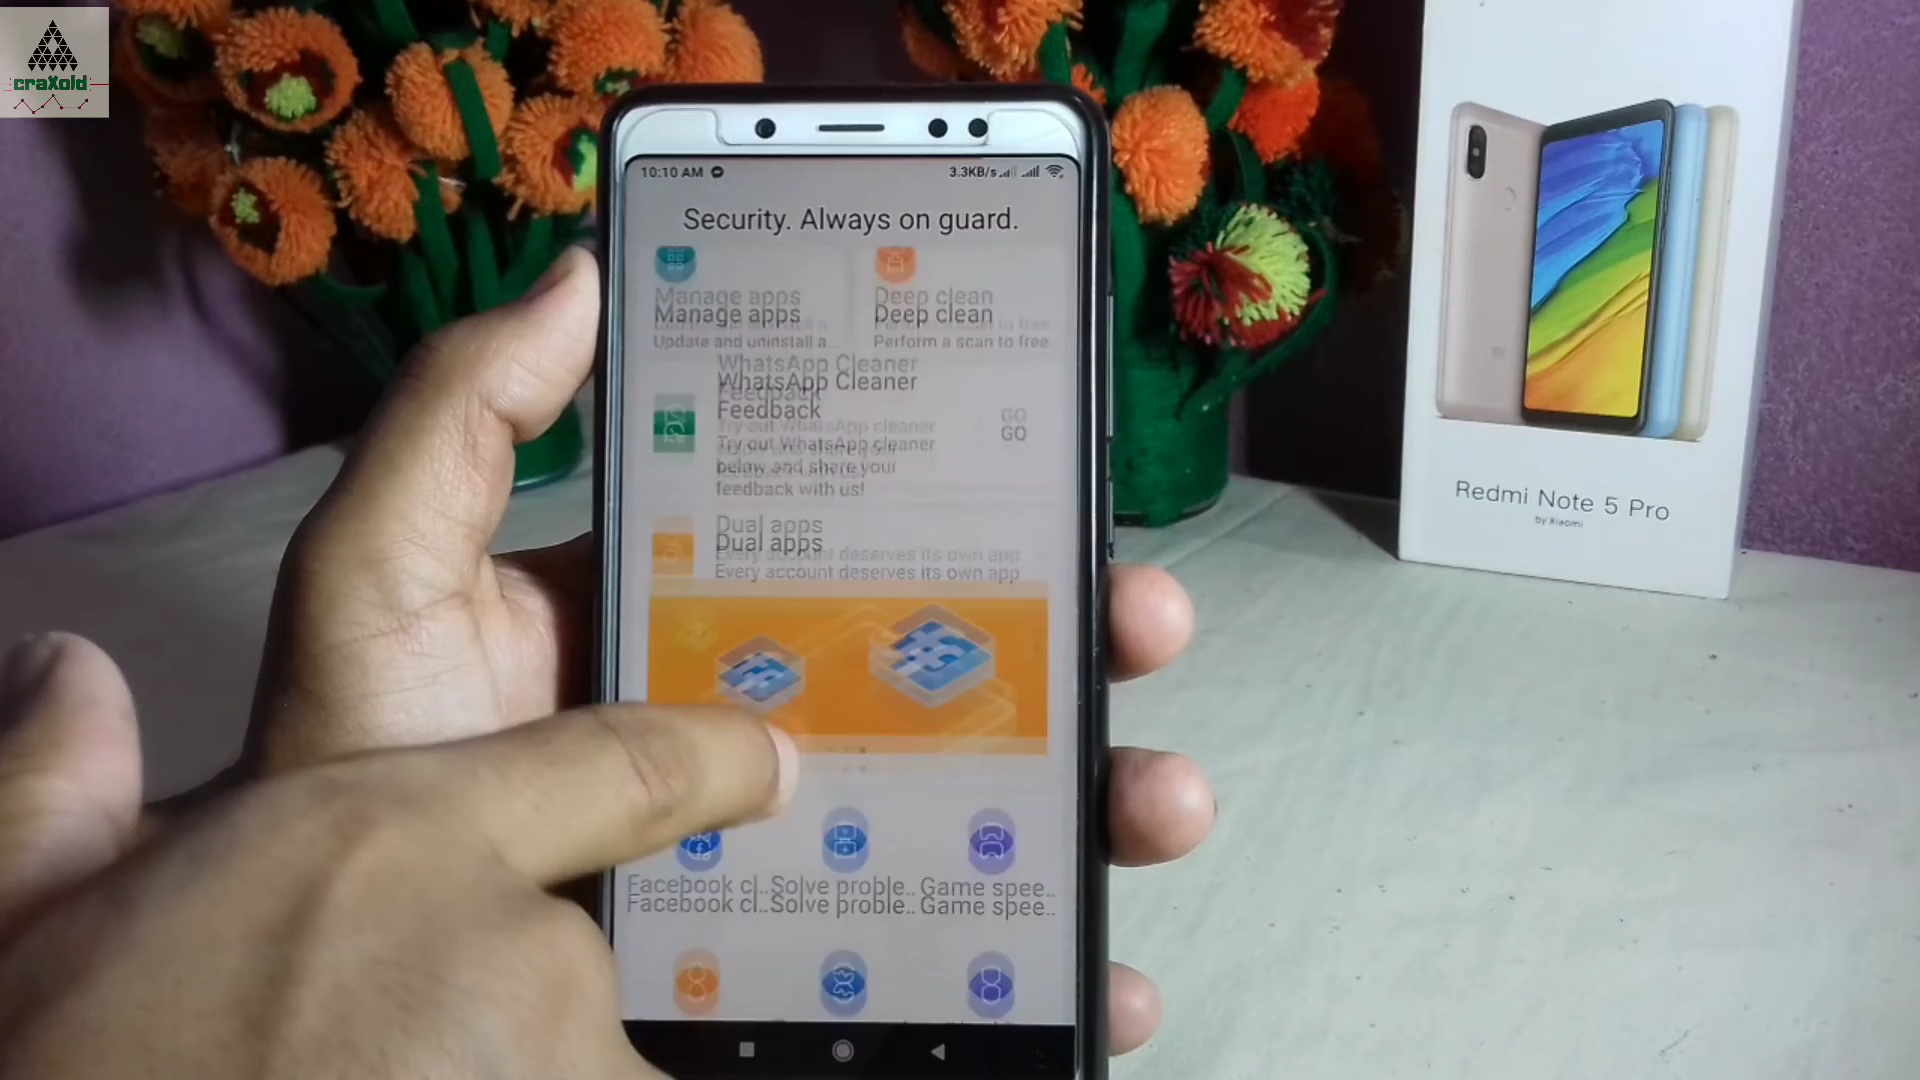 craXoid
10:10 AM
3.3KB/s
Security. Always on guard.
Manage apps
Deep clean
Update and uninstall a...
Perform a scan to free
WhatsApp Cleaner
Feedback
GO
Try out WhatsApp cleaner
below and share your
feedback with us!
Dual apps
Every account deserves its own app
Facebook cl.. Solve proble.. Game spee..
Redmi Note 5 Pro
by Xiaomi